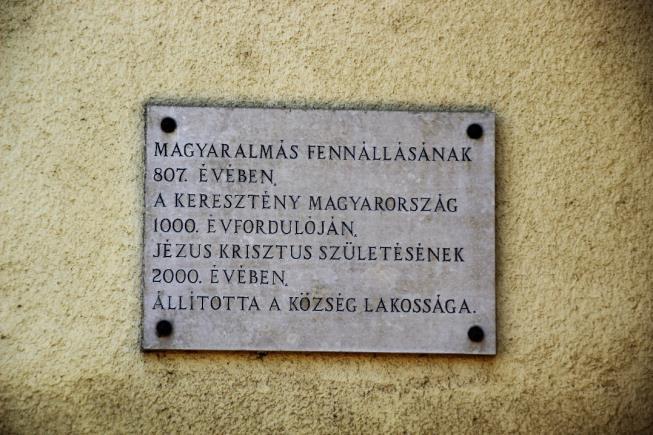 MAGYARALMÁS FENNÁLLÁSÁNAK
807. ÉVÉBEN,
A KERESZTÉNY MAGYARORSZÁG
1000. ÉVFORDULÓJÁN,
JÉZUS KRISZTUS SZÜLETÉSÉNEK
2000. ÉVÉBEN,
ÁLLÍTOTTA A KÖZSÉG LAKOSSÁGA.